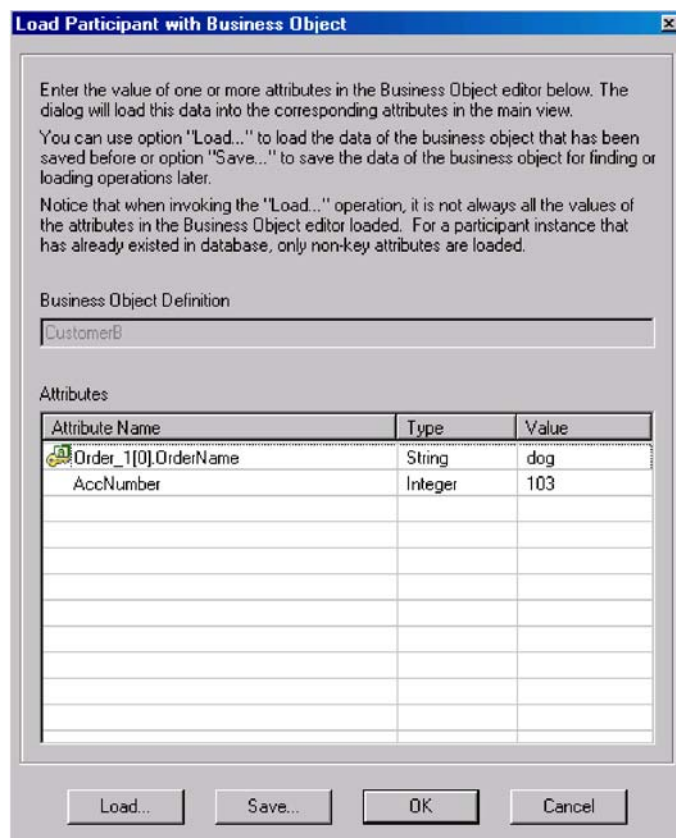 Load Participant with Business Object
Enter the value of one or more attributes in the Business Object editor below. The
dialog will load this data into the corresponding attributes in the main view.
You can use option "Load..." to load the data of the business object that has been
saved before or option "Save..." to save the data of the business object for finding or
loading operations later.
Notice that when invoking the "Load..." operation, it is not always all the values of
the attributes in the Business Object editor loaded. For a participant instance that
has already existed in database, only non-key attributes are loaded.
Business Object Definition
CustomerB
Attributes
Attribute Name Type Value
Order_1[0].OrderName String dog
AccNumber Integer 103
Load... Save... OK Cancel